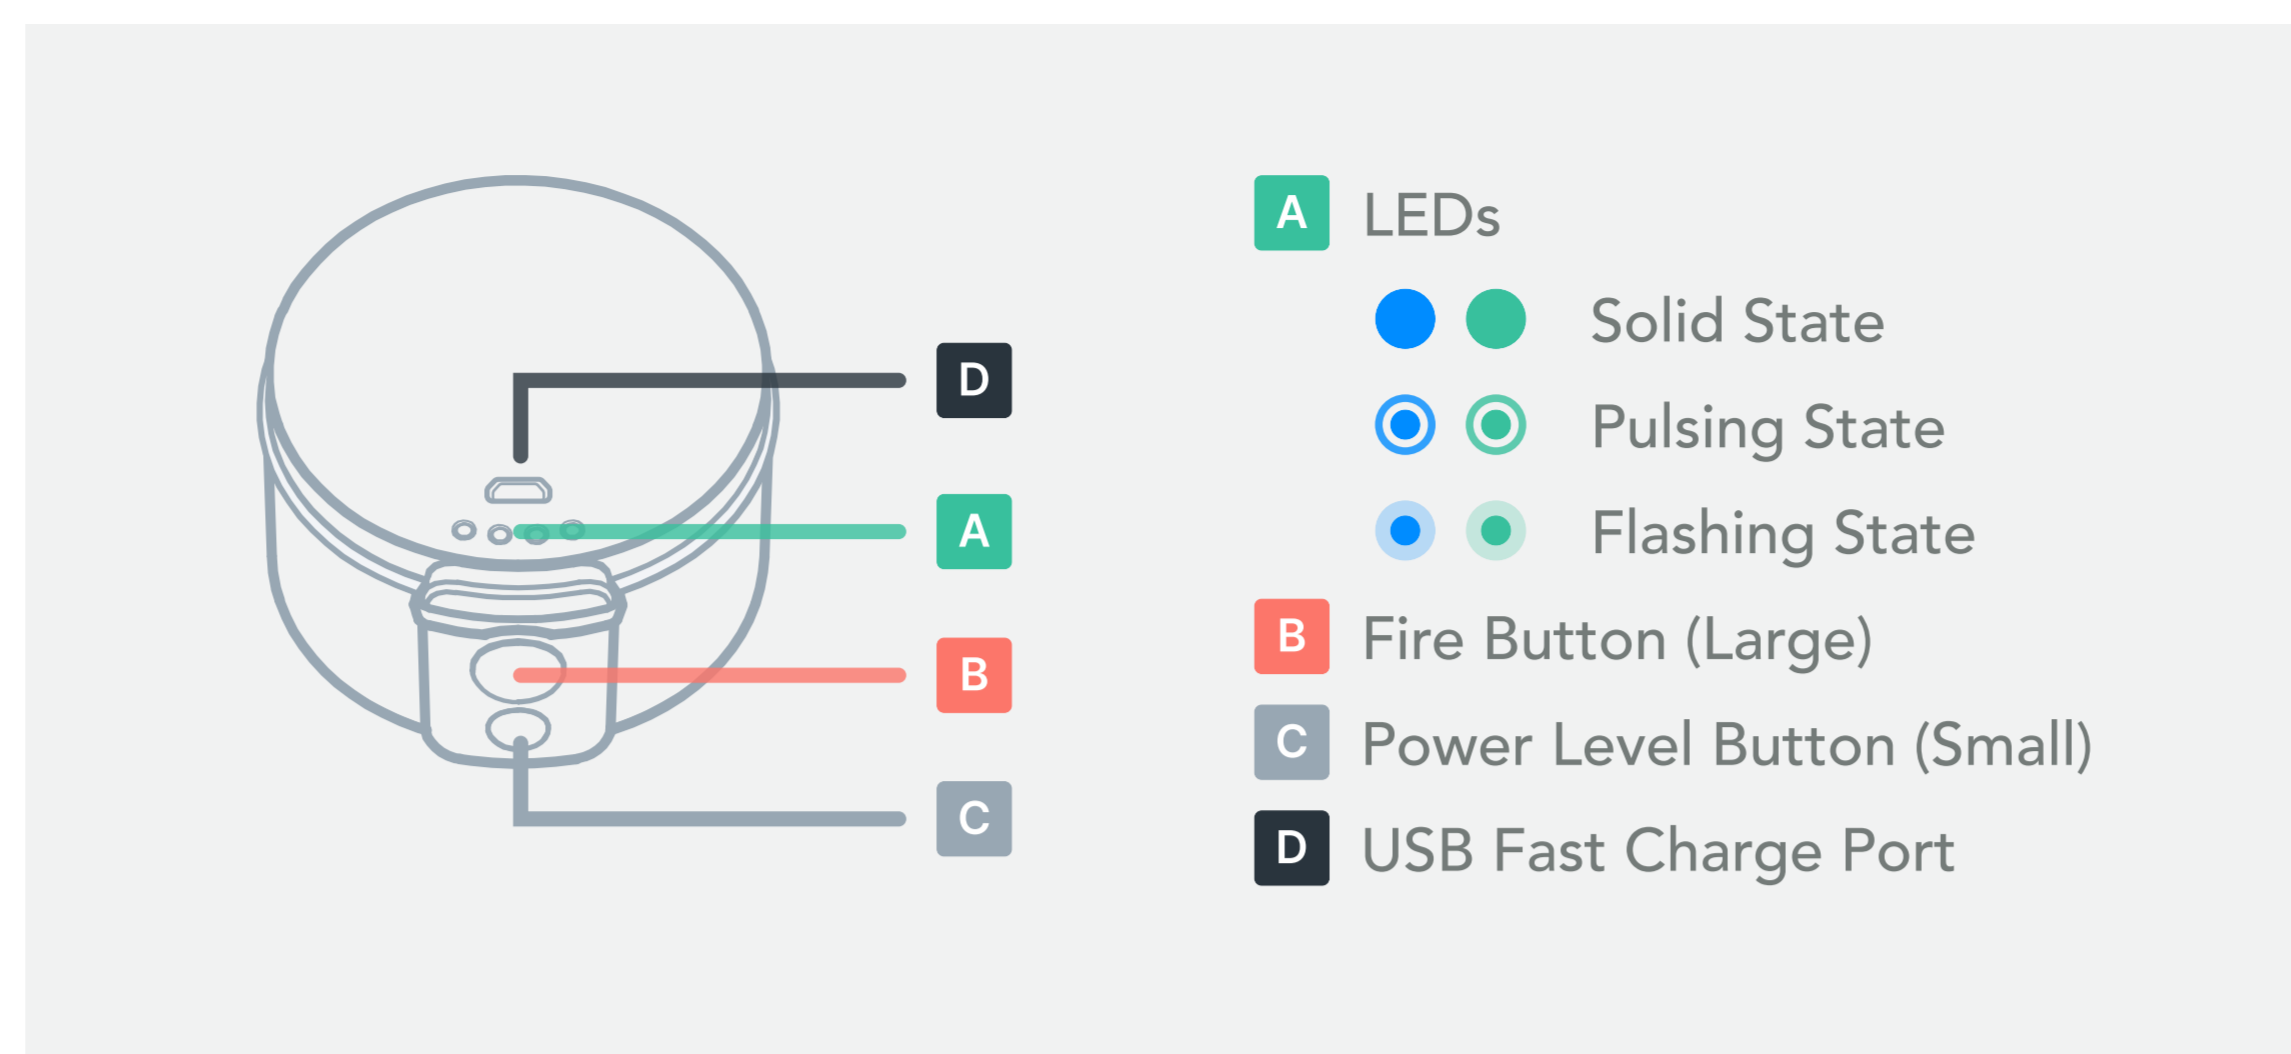 D
A
B
C
A LEDs
Solid State
Pulsing State
Flashing State
B Fire Button (Large)
C Power Level Button (Small)
D USB Fast Charge Port